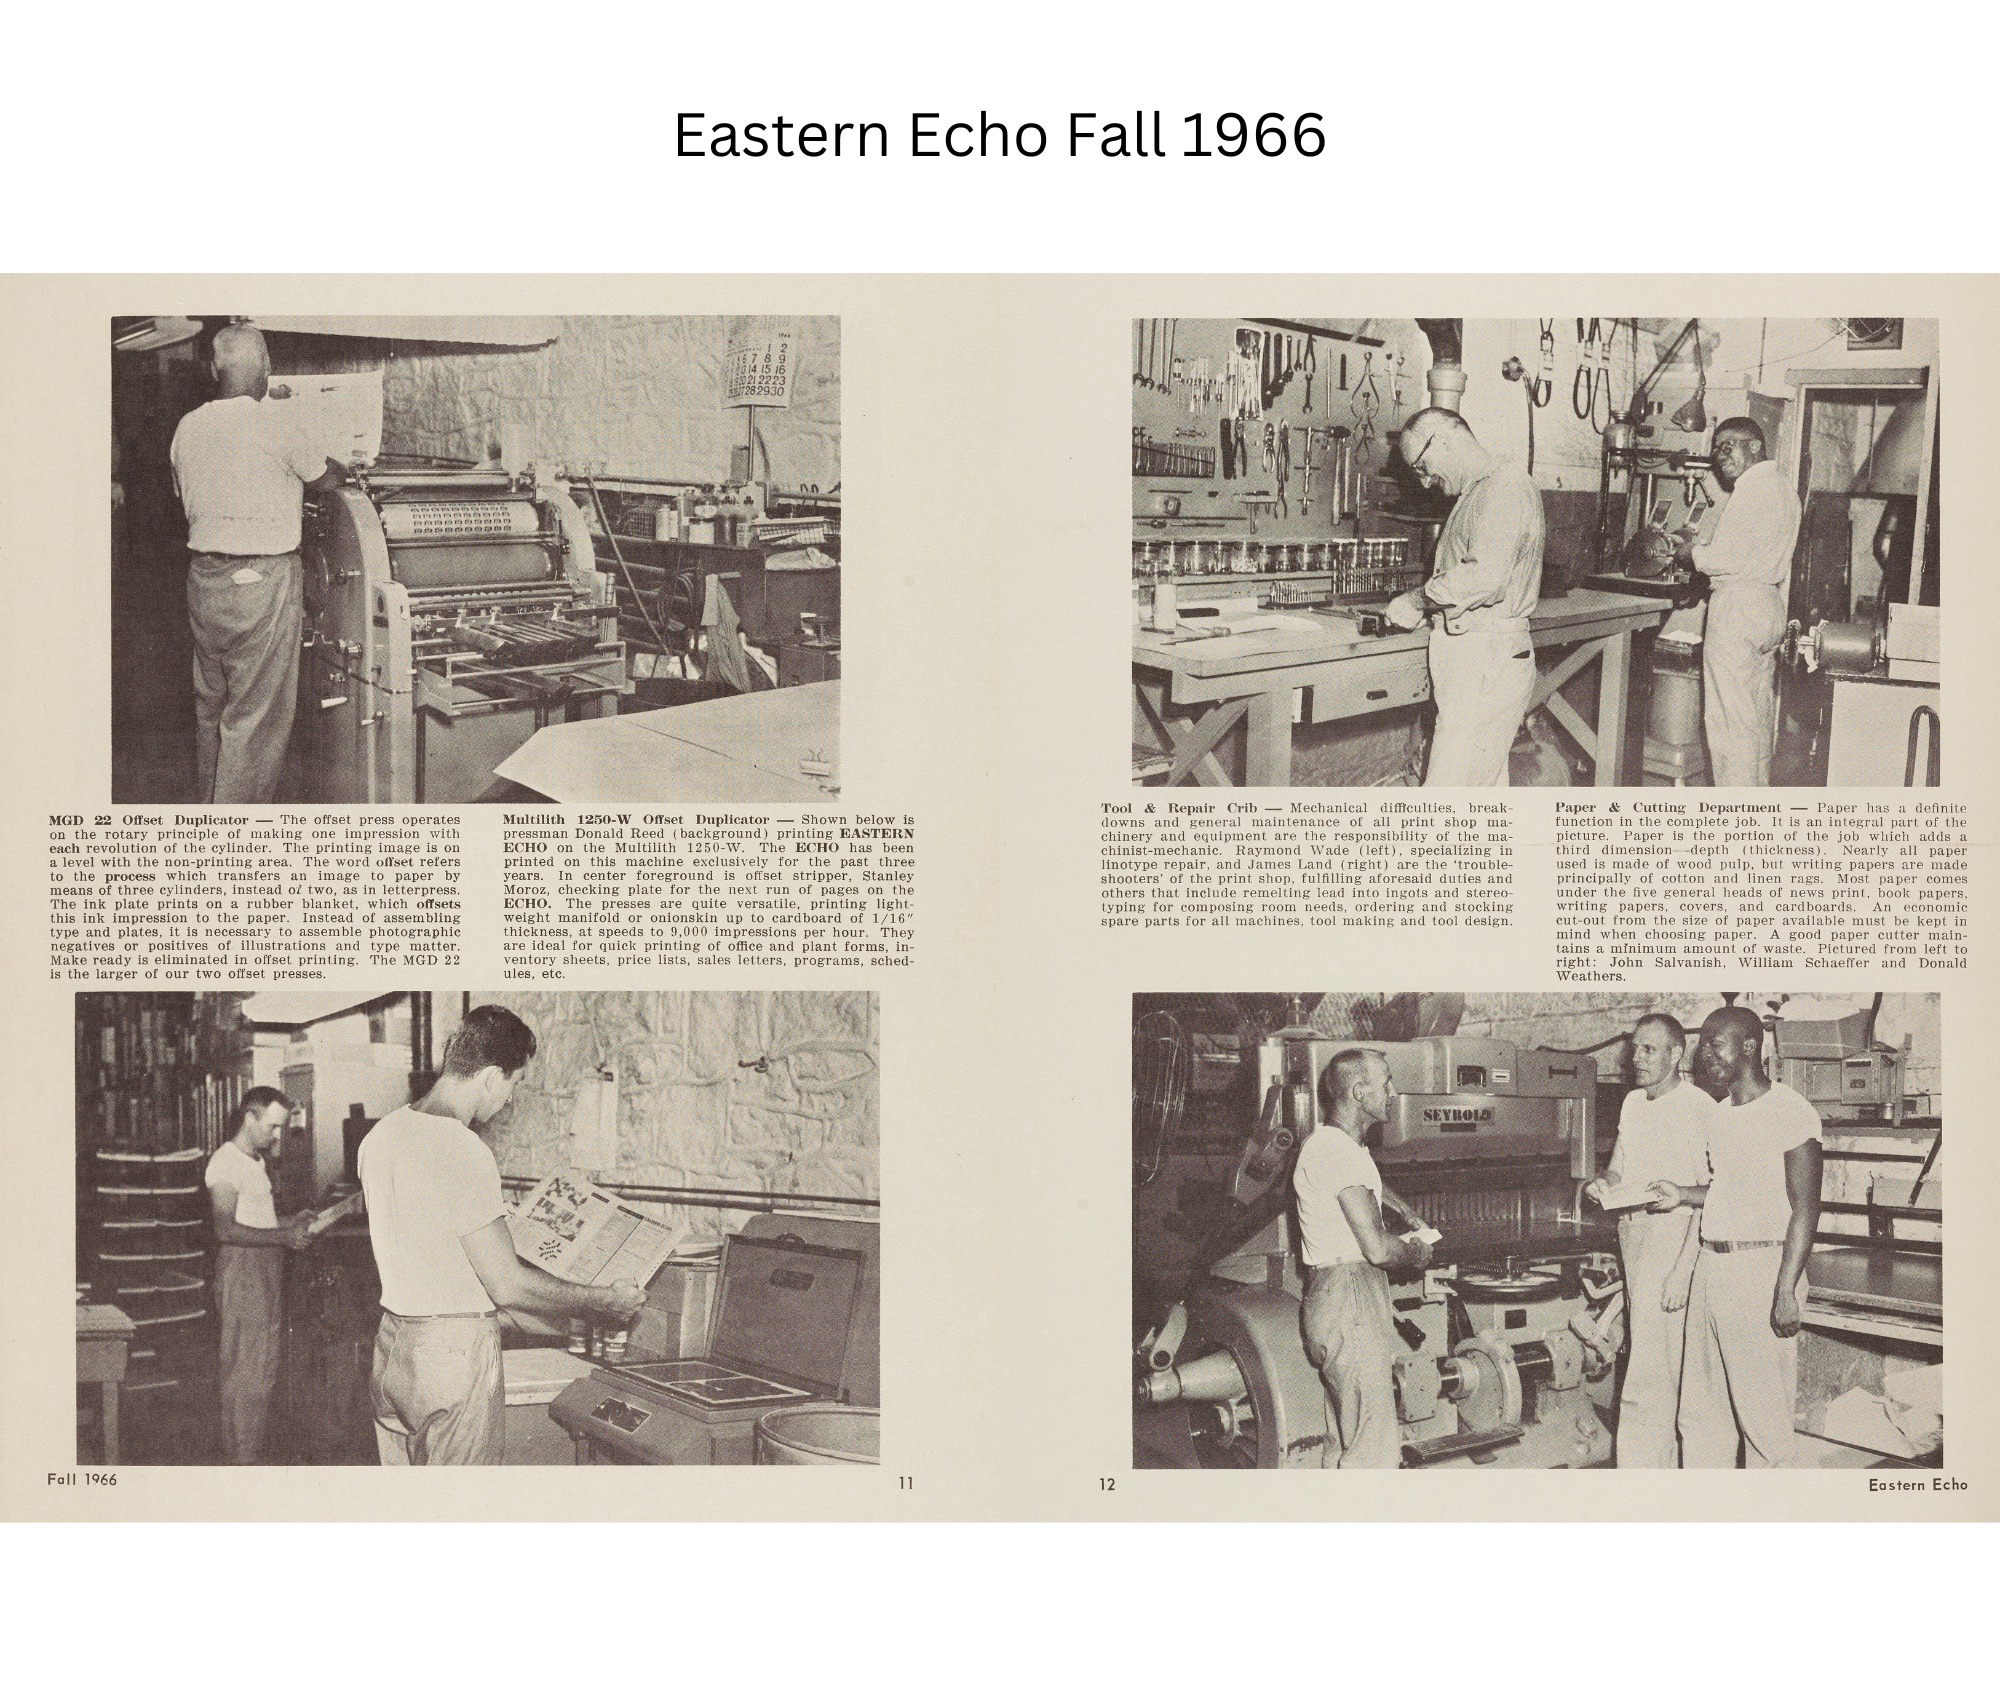 Eastern Echo Fall 1966
MGD 22 Offset Duplicator — The offset press operates
on the rotary principle of making one impression with
each revolution of the cylinder. The printing image is on
a level with the non-printing area. The word offset refers
to the process which transfers an image to paper by
means of three cylinders, instead of two, as in letterpress.
The ink plate prints on a rubber blanket, which offsets
this ink impression to the paper. Instead of assembling
type and plates, it is necessary to assemble photographic
negatives or positives of illustrations and type matter.
Make ready is eliminated in offset printing. The MGD 22
is the larger of our two offset presses.
Multilith 1250-W Offset Duplicator — Shown below is
pressman Donald Reed (background) printing EASTERN
ECHO on the Multilith 1250-W. The ECHO has been
printed on this machine exclusively for the past three
years. In center foreground is offset stripper, Stanley
Moroz, checking plate for the next run of pages on the
ECHO. The presses are quite versatile, printing light-
weight manifold or onionskin up to cardboard of 1/16"
thickness, at speeds to 9,000 impressions per hour. They
are ideal for quick printing of office and plant forms, in-
ventory sheets, price lists, sales letters, programs, sched-
ules, etc.
Fall 1966
11
Tool & Repair Crib — Mechanical difficulties, break-
downs and general maintenance of all print shop ma-
chinery and equipment are the responsibility of the ma-
chinist-mechanic. Raymond Wade (left), specializing in
linotype repair, and James Land (right) are the 'trouble-
shooters' of the print shop, fulfilling aforesaid duties and
others that include remelting lead into ingots and stereo-
typing for composing room needs, ordering and stocking
spare parts for all machines, tool making and tool design.
Paper & Cutting Department — Paper has a definite
function in the complete job. It is an integral part of the
picture. Paper is the portion of the job which adds a
third dimension—depth (thickness). Nearly all paper
used is made of wood pulp, but writing papers are made
principally of cotton and linen rags. Most paper comes
under the five general heads of news print, book papers,
writing papers, covers, and cardboards. An economic
cut-out from the size of paper available must be kept in
mind when choosing paper. A good paper cutter main-
tains a minimum amount of waste. Pictured from left to
right: John Salvanish, William Schaeffer and Donald
Weathers.
SEYBOLD
12
Eastern Echo